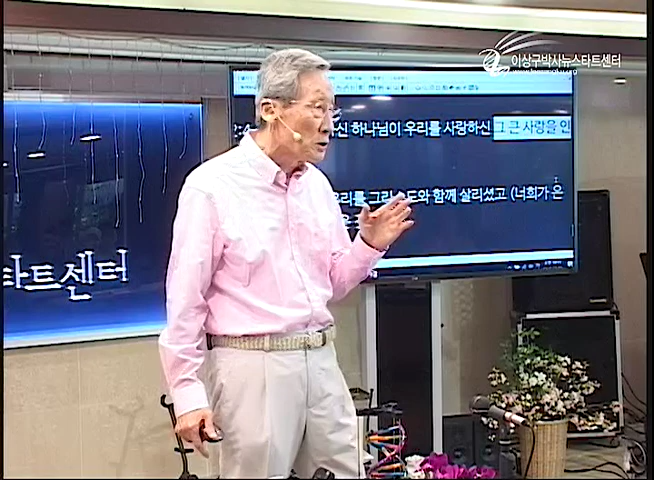 이상구박사뉴스타트센터
신 하나님이 우리를 사랑하신 그 큰 사랑을 인
우리를 그리스도와 함께 살리셨고 (너희가 은
타트센터